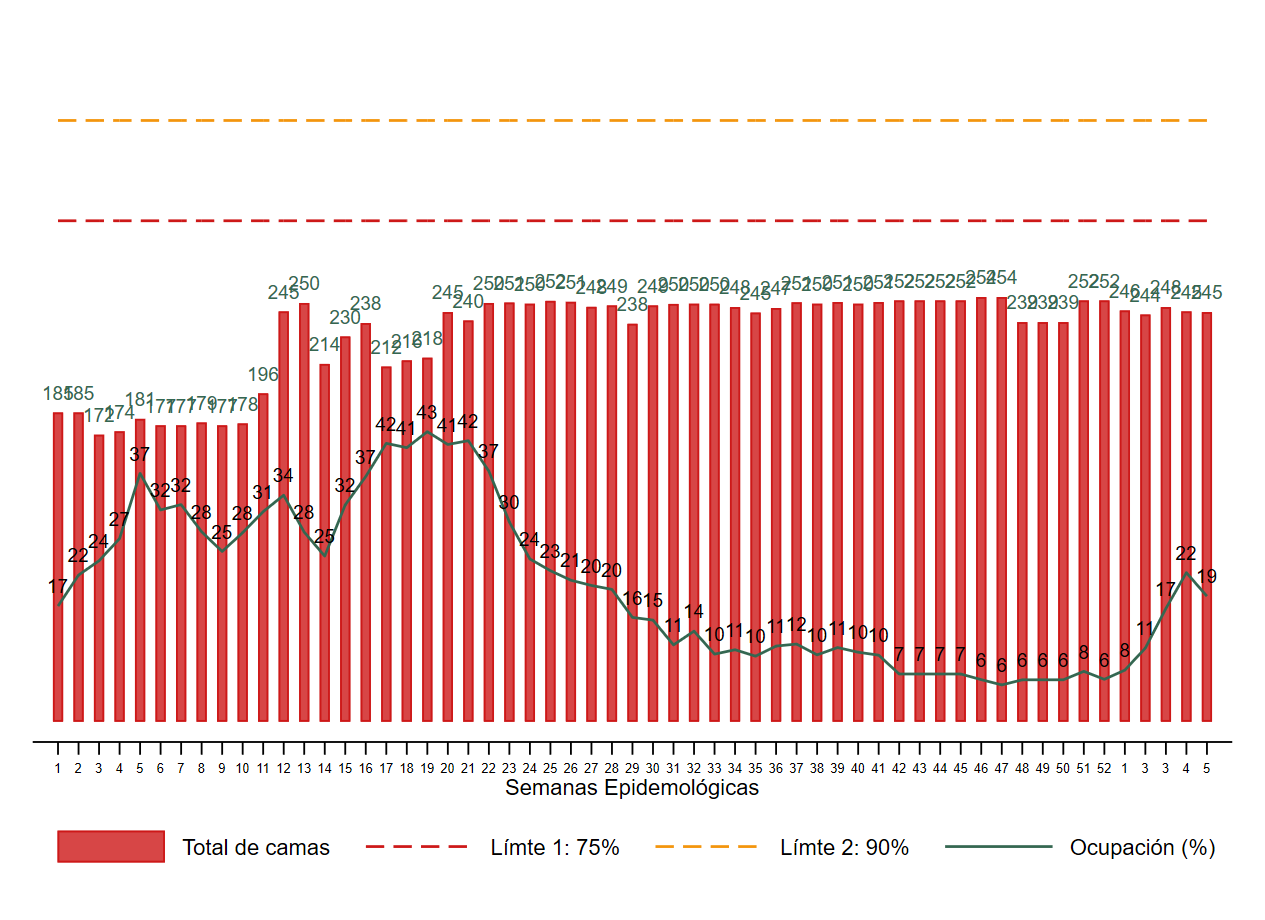 185 185 172 174 181 177 177 179 177 178 196 245 250 214 230 238 212 216 218 245 240 250 251 250 252 251 248 249 238 249 250 250 250 248 245 247 251 250 251 250 251 252 252 252 252 254 254 239 239 239 252 252 246 244 248 245 245
17 22 24 27 37 32 32 28 25 28 31 34 28 25 32 37 42 41 43 41 42 37 30 24 23 21 20 20 16 15 11 14 10 11 10 11 12 10 11 10 10 7 7 7 7 6 6 6 6 6 8 6 8 11 17 22 19
1 2 3 4 5 6 7 8 9 10 11 12 13 14 15 16 17 18 19 20 21 22 23 24 25 26 27 28 29 30 31 32 33 34 35 36 37 38 39 40 41 42 43 44 45 46 47 48 49 50 51 52 1 3 3 4 5
Semanas Epidemológicas
Total de camas Límte 1: 75% Límte 2: 90% Ocupación (%)